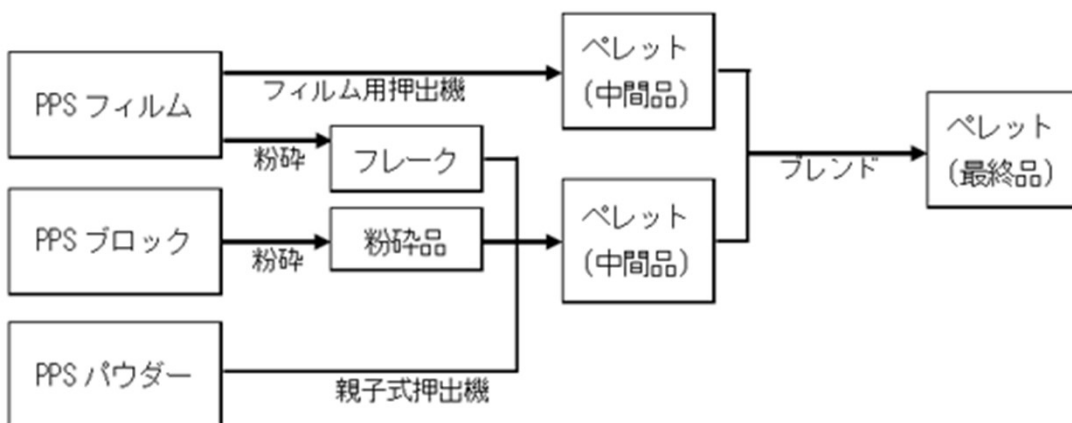 PPS フィルム
フィルム用押出機
ペレット
(中間品)
粉砕
フレーク
PPS ブロック
粉砕
粉砕品
ペレット
(中間品)
PPS パウダー
親子式押出機
ブレンド
ペレット
(最終品)